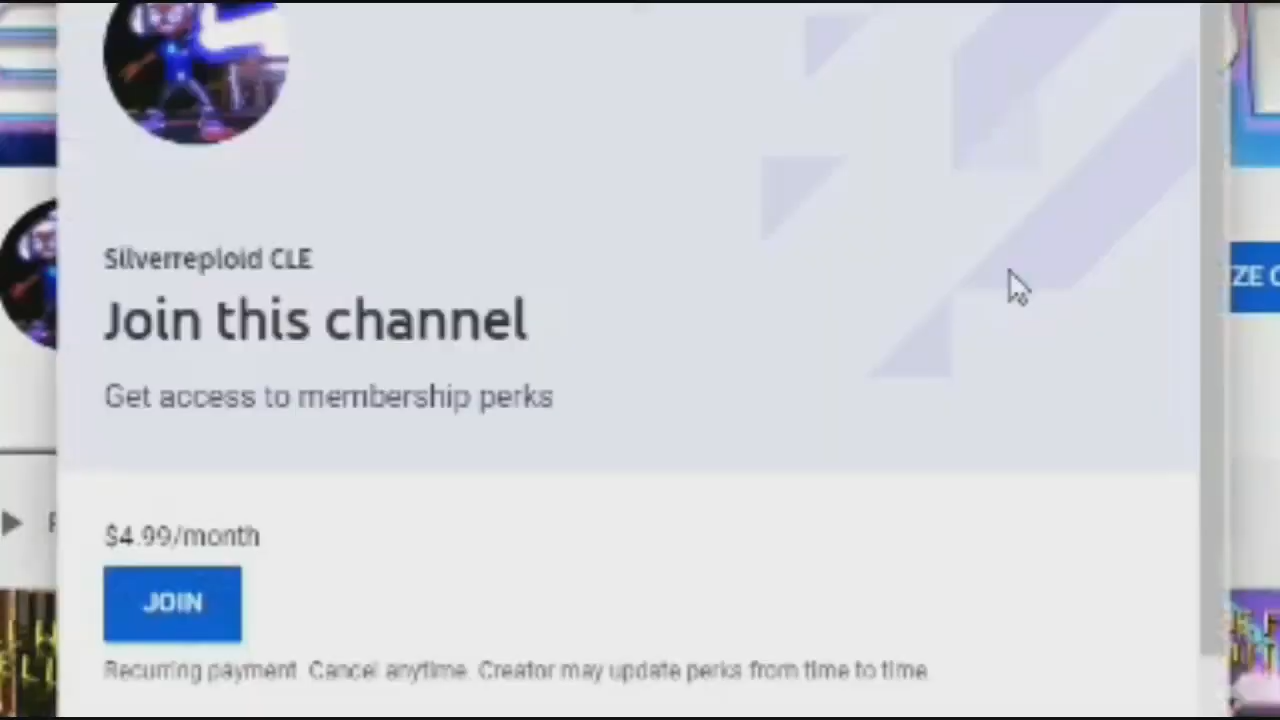 Silverreploid CLE
Join this channel
Get access to membership perks
$4.99/month
JOIN
Recurring payment. Cancel anytime. Creator may update perks from time to time.